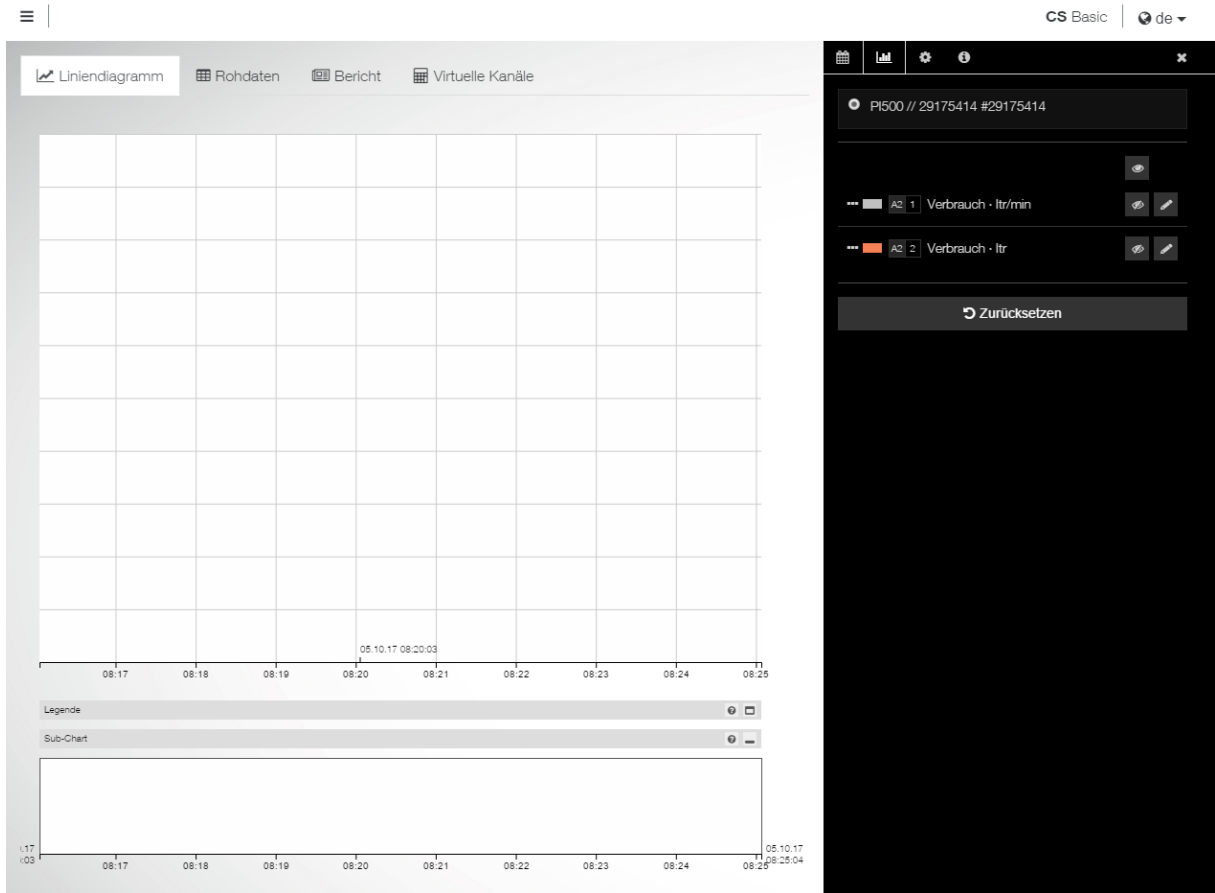 CS Basic
de
Liniendiagramm
Rohdaten
Bericht
Virtuelle Kanäle
PI500 // 29175414 #29175414
A2 1 Verbrauch · ltr/min
A2 2 Verbrauch · ltr
Zurücksetzen
05.10.17 08:20:03
08:17 08:18 08:19 08:20 08:21 08:22 08:23 08:24 08:25
Legende
Sub-Chart
.17
:03
08:17 08:18 08:19 08:20 08:21 08:22 08:23 08:24 08:25
05.10.17
08:25:04